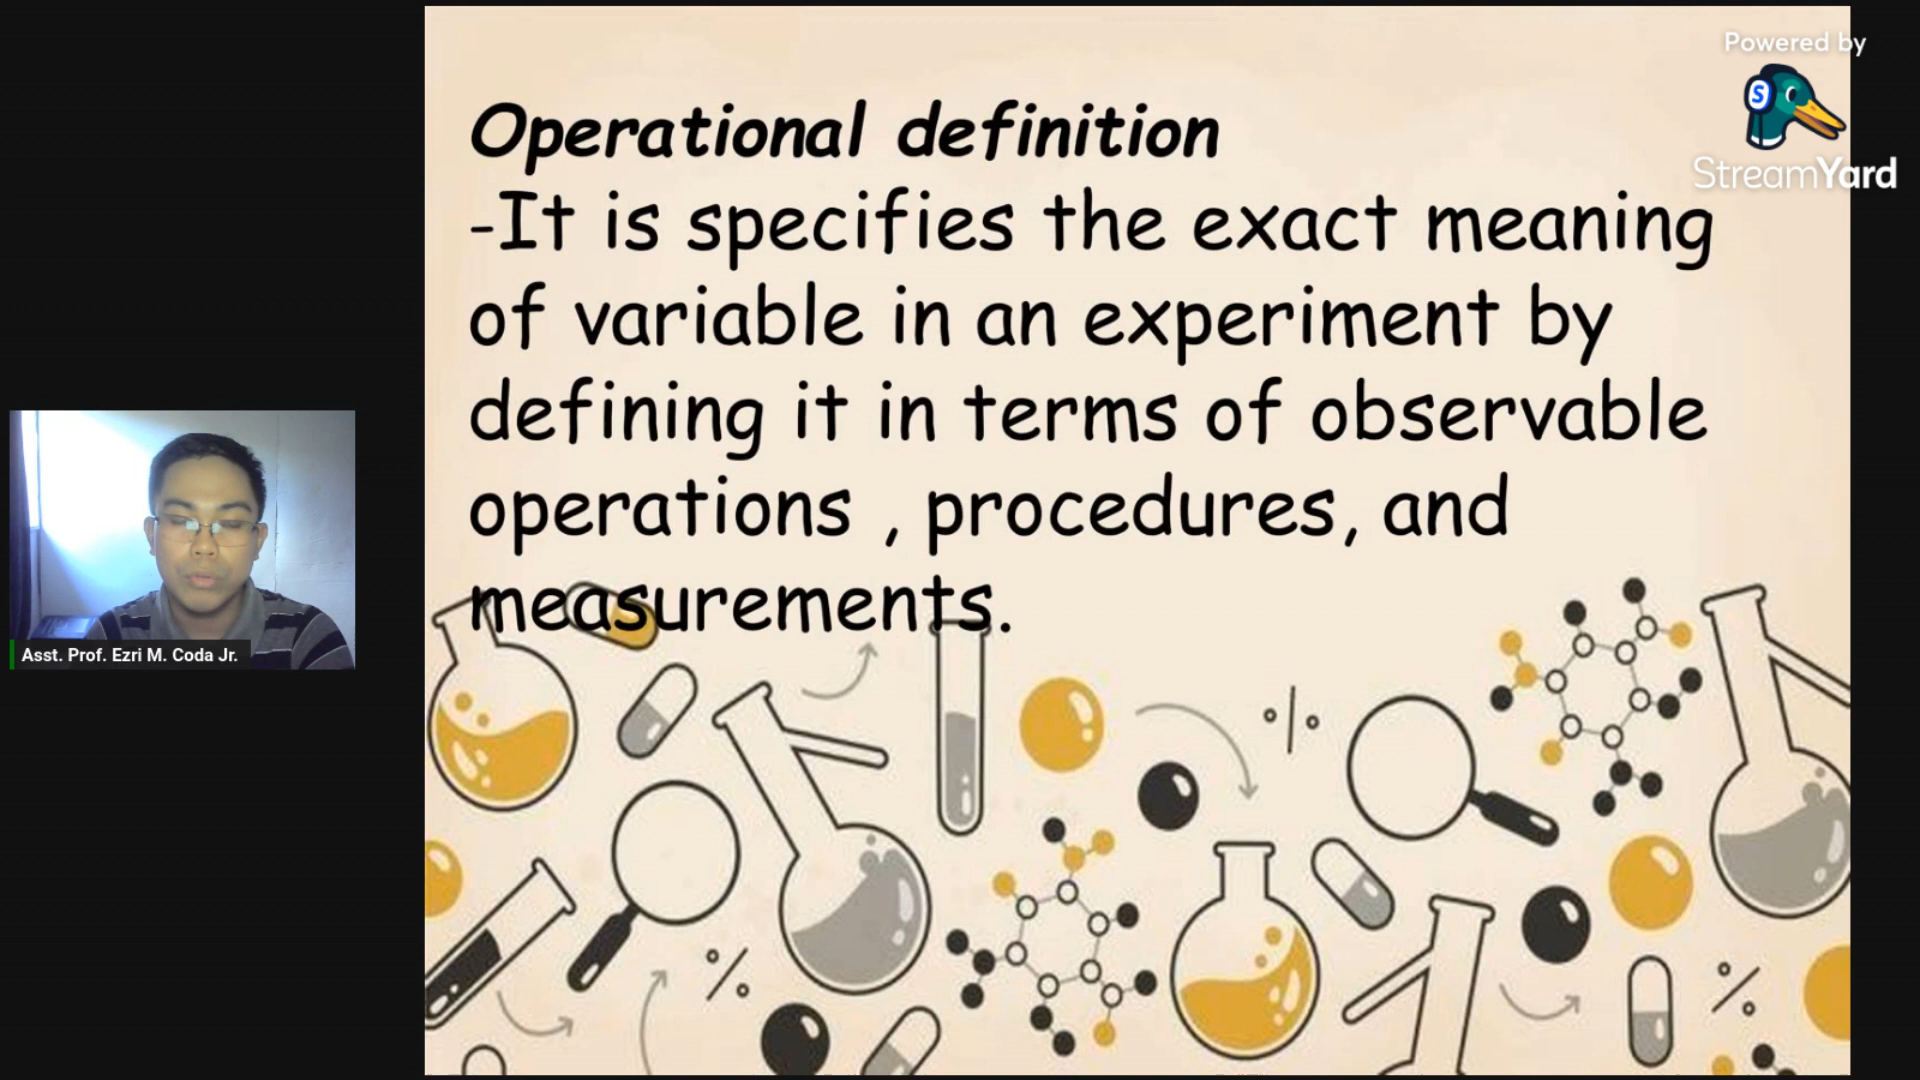 Powered by
S
StreamYard
Operational definition
-It is specifies the exact meaning
of variable in an experiment by
defining it in terms of observable
operations , procedures, and
measurements.
Asst. Prof. Ezri M. Coda Jr.